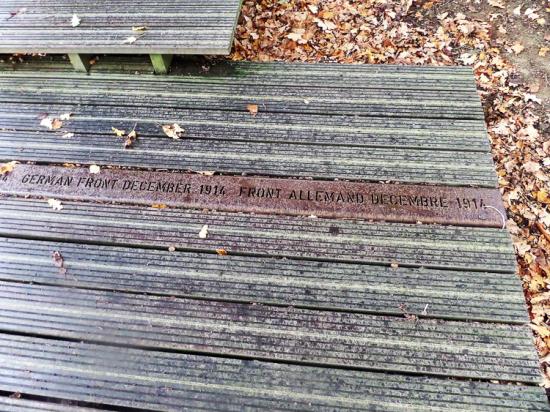 GERMAN FRONT DECEMBER 1914 FRONT ALLEMAND DECEMBRE 1914